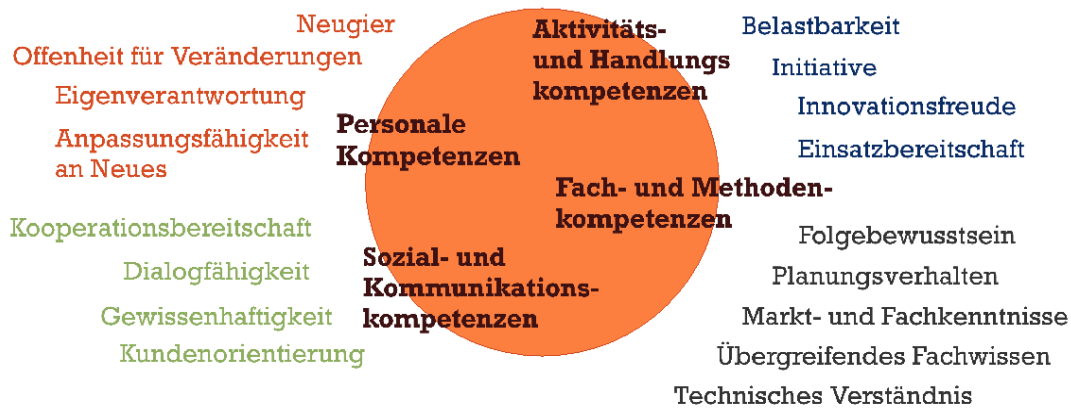 Neugier
Offenheit für Veränderungen
Eigenverantwortung
Anpassungsfähigkeit
an Neues
Personale
Kompetenzen
Aktivitäts-
und Handlungs
kompetenzen
Belastbarkeit
Initiative
Innovationsfreude
Einsatzbereitschaft
Kooperationsbereitschaft
Dialogfähigkeit
Gewissenhaftigkeit
Kundenorientierung
Sozial- und
Kommunikations-
kompetenzen
Fach- und Methoden-
kompetenzen
Folgebewusstsein
Planungsverhalten
Markt- und Fachkenntnisse
Übergreifendes Fachwissen
Technisches Verständnis